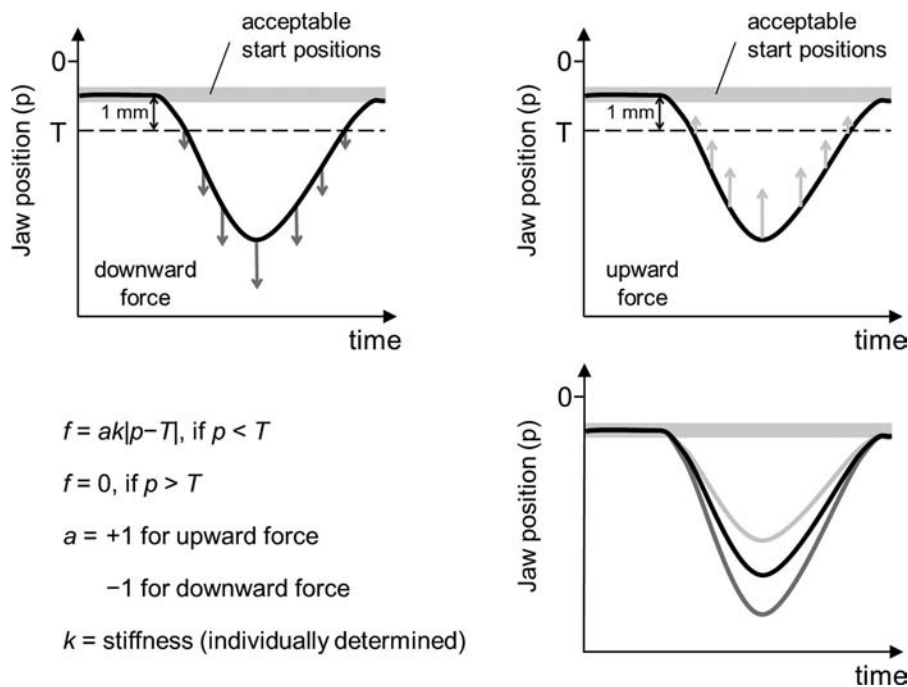 acceptable
start positions
0
1 mm
T
Jaw position (p)
downward
force
time
acceptable
start positions
0
1 mm
T
Jaw position (p)
upward
force
time
f = ak|p−T|, if p < T
f = 0, if p > T
a = +1 for upward force
−1 for downward force
k = stiffness (individually determined)
0
Jaw position (p)
time